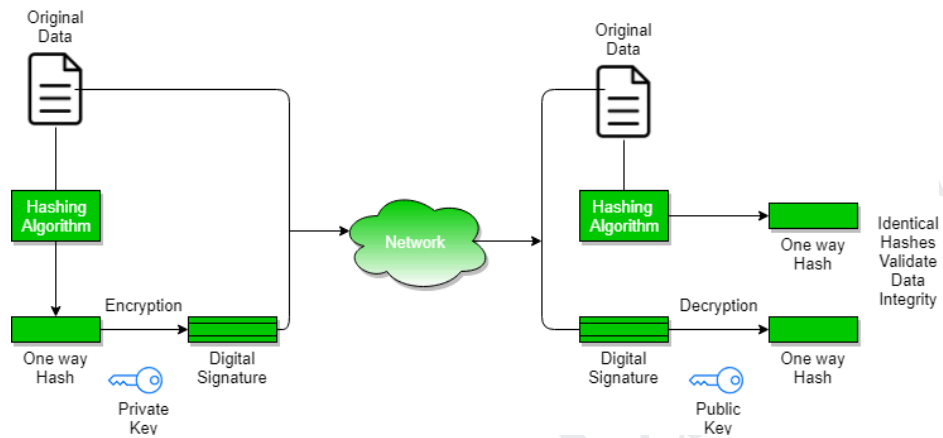 Original
Data
Hashing
Algorithm
Encryption
One way
Hash
Digital
Signature
Private
Key
Network
Original
Data
Hashing
Algorithm
One way
Hash
Identical
Hashes
Validate
Data
Integrity
Decryption
Digital
Signature
One way
Hash
Public
Key